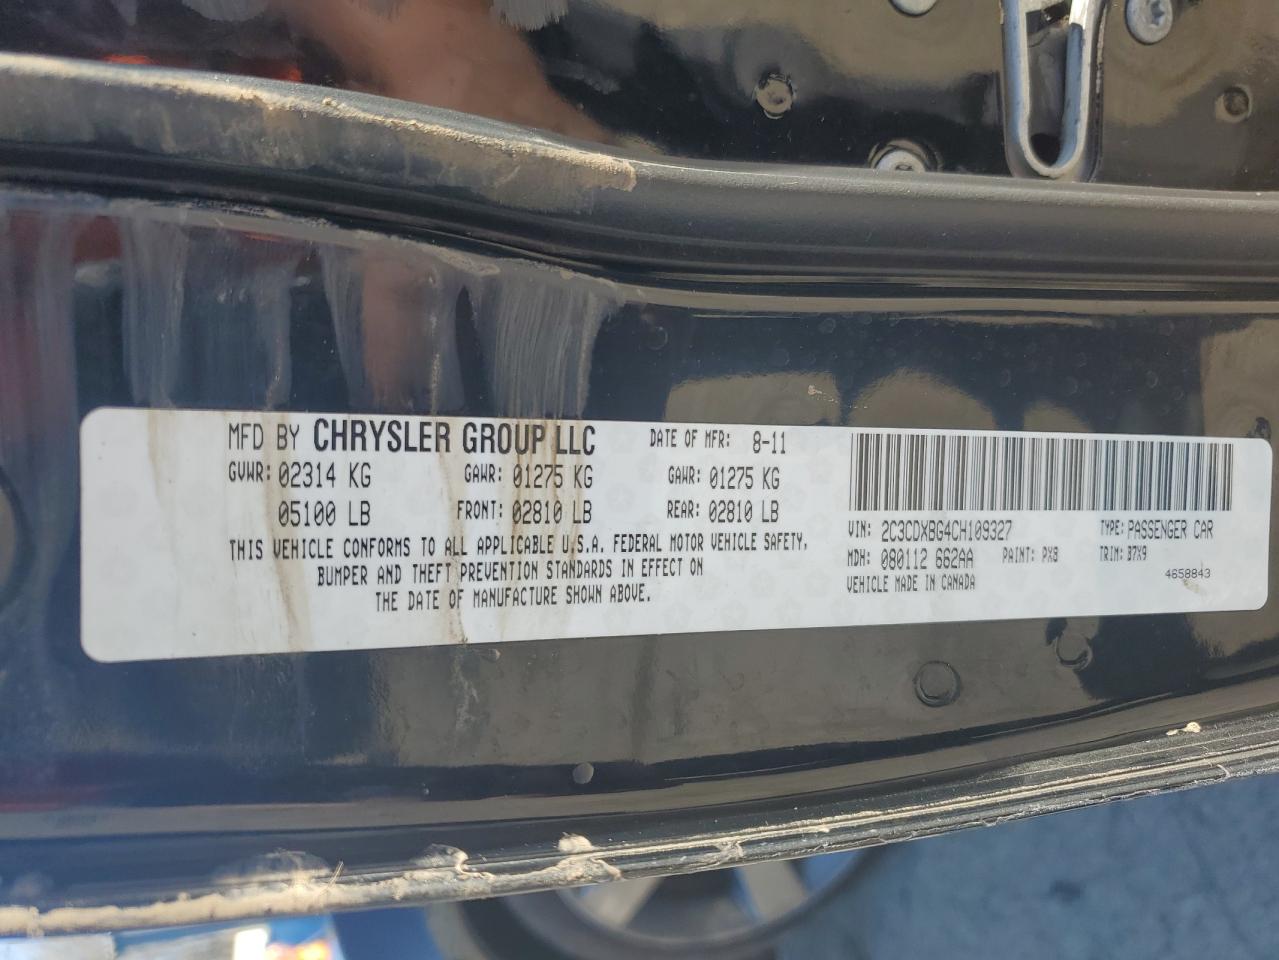 MFD BY CHRYSLER GROUP LLC DATE OF MFR: 8-11
GVWR: 02314 KG GAWR: 01275 KG GAWR: 01275 KG
05100 LB FRONT: 02810 LB REAR: 02810 LB
THIS VEHICLE CONFORMS TO ALL APPLICABLE U.S.A. FEDERAL MOTOR VEHICLE SAFETY,
BUMPER AND THEFT PREVENTION STANDARDS IN EFFECT ON
THE DATE OF MANUFACTURE SHOWN ABOVE.
VIN: 2C3CDXBG4CH109327 TYPE: PASSENGER CAR
MDH: 080112 662AA PAINT: PX8 TRIM: B7X9
VEHICLE MADE IN CANADA 4658843